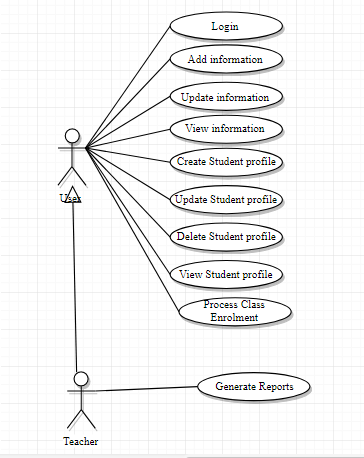 Login
Add information
Update information
View information
Create Student profile
User
Update Student profile
Delete Student profile
View Student profile
Process Class
Enrolment
Generate Reports
Teacher